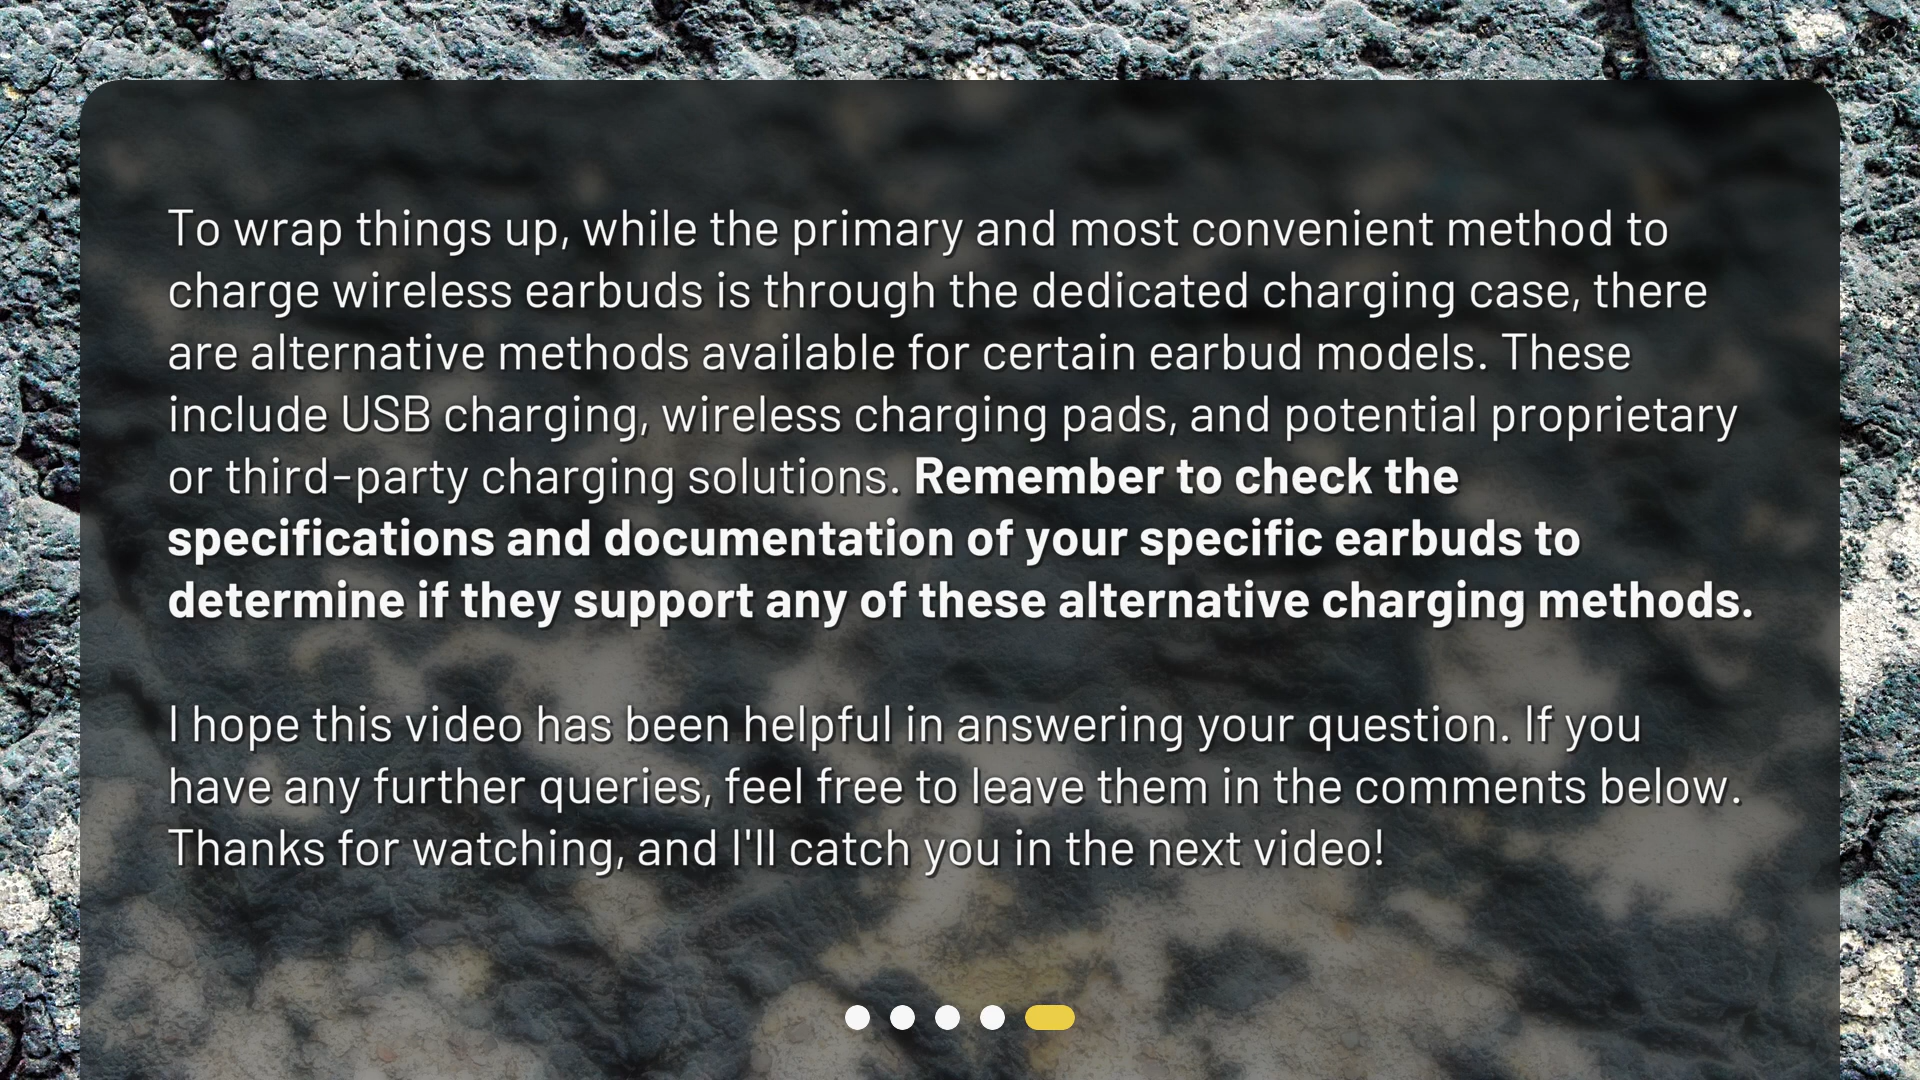 To wrap things up, while the primary and most convenient method to
charge wireless earbuds is through the dedicated charging case, there
are alternative methods available for certain earbud models. These
include USB charging, wireless charging pads, and potential proprietary
or third-party charging solutions. Remember to check the
specifications and documentation of your specific earbuds to
determine if they support any of these alternative charging methods.
I hope this video has been helpful in answering your question. If you
have any further queries, feel free to leave them in the comments below.
Thanks for watching, and I'll catch you in the next video!